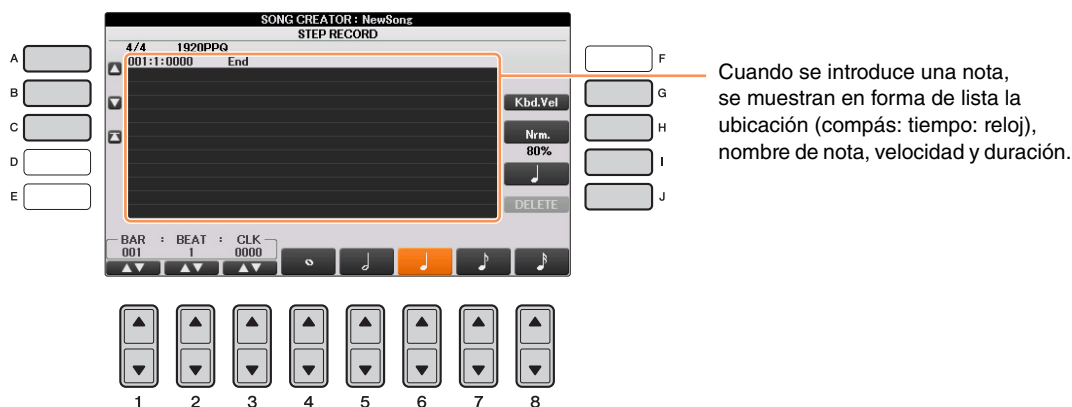 SONG CREATOR : NewSong
STEP RECORD
4/4 1920PPQ
001:1:0000 End
Kbd.Vel
Nrm.
80%
DELETE
BAR : BEAT : CLK
001 1 0000
A
B
C
D
E
F
G
H
I
J
Cuando se introduce una nota,
se muestran en forma de lista la
ubicación (compás: tiempo: reloj),
nombre de nota, velocidad y duración.
1 2 3 4 5 6 7 8